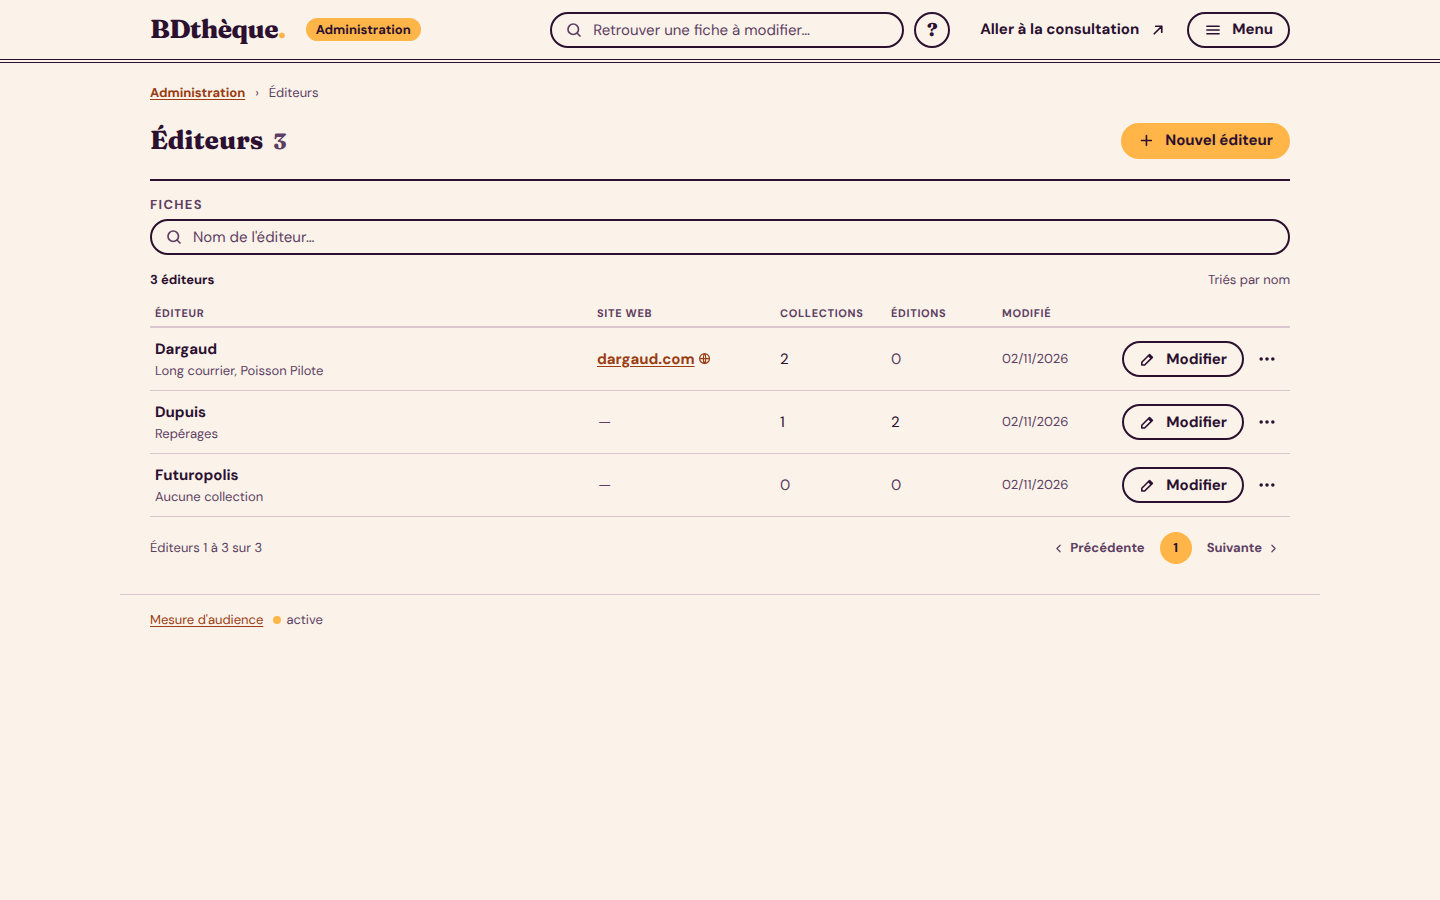 BDthèque. Administration Retrouver une fiche à modifier... ? Aller à la consultation Menu
Administration › Éditeurs
Éditeurs 3 Nouvel éditeur
FICHES
Nom de l'éditeur...
3 éditeurs Triés par nom
ÉDITEUR SITE WEB COLLECTIONS ÉDITIONS MODIFIÉ
Dargaud dargaud.com 2 0 02/11/2026 Modifier
Long courrier, Poisson Pilote
Dupuis — 1 2 02/11/2026 Modifier
Repérages
Futuropolis — 0 0 02/11/2026 Modifier
Aucune collection
Éditeurs 1 à 3 sur 3 Précédente 1 Suivante
Mesure d'audience active